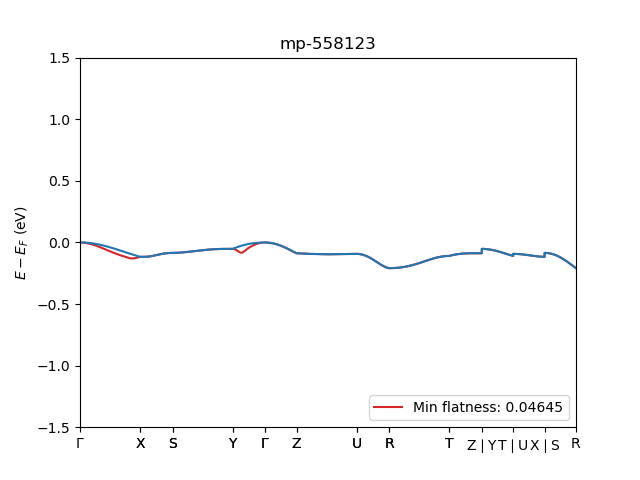 mp-558123
1.5
1.0
0.5
0.0
−0.5
−1.0
−1.5
E − E_F (eV)
Min flatness: 0.04645
Γ X S Y Γ Z U R T Z | Y T | U X | S R